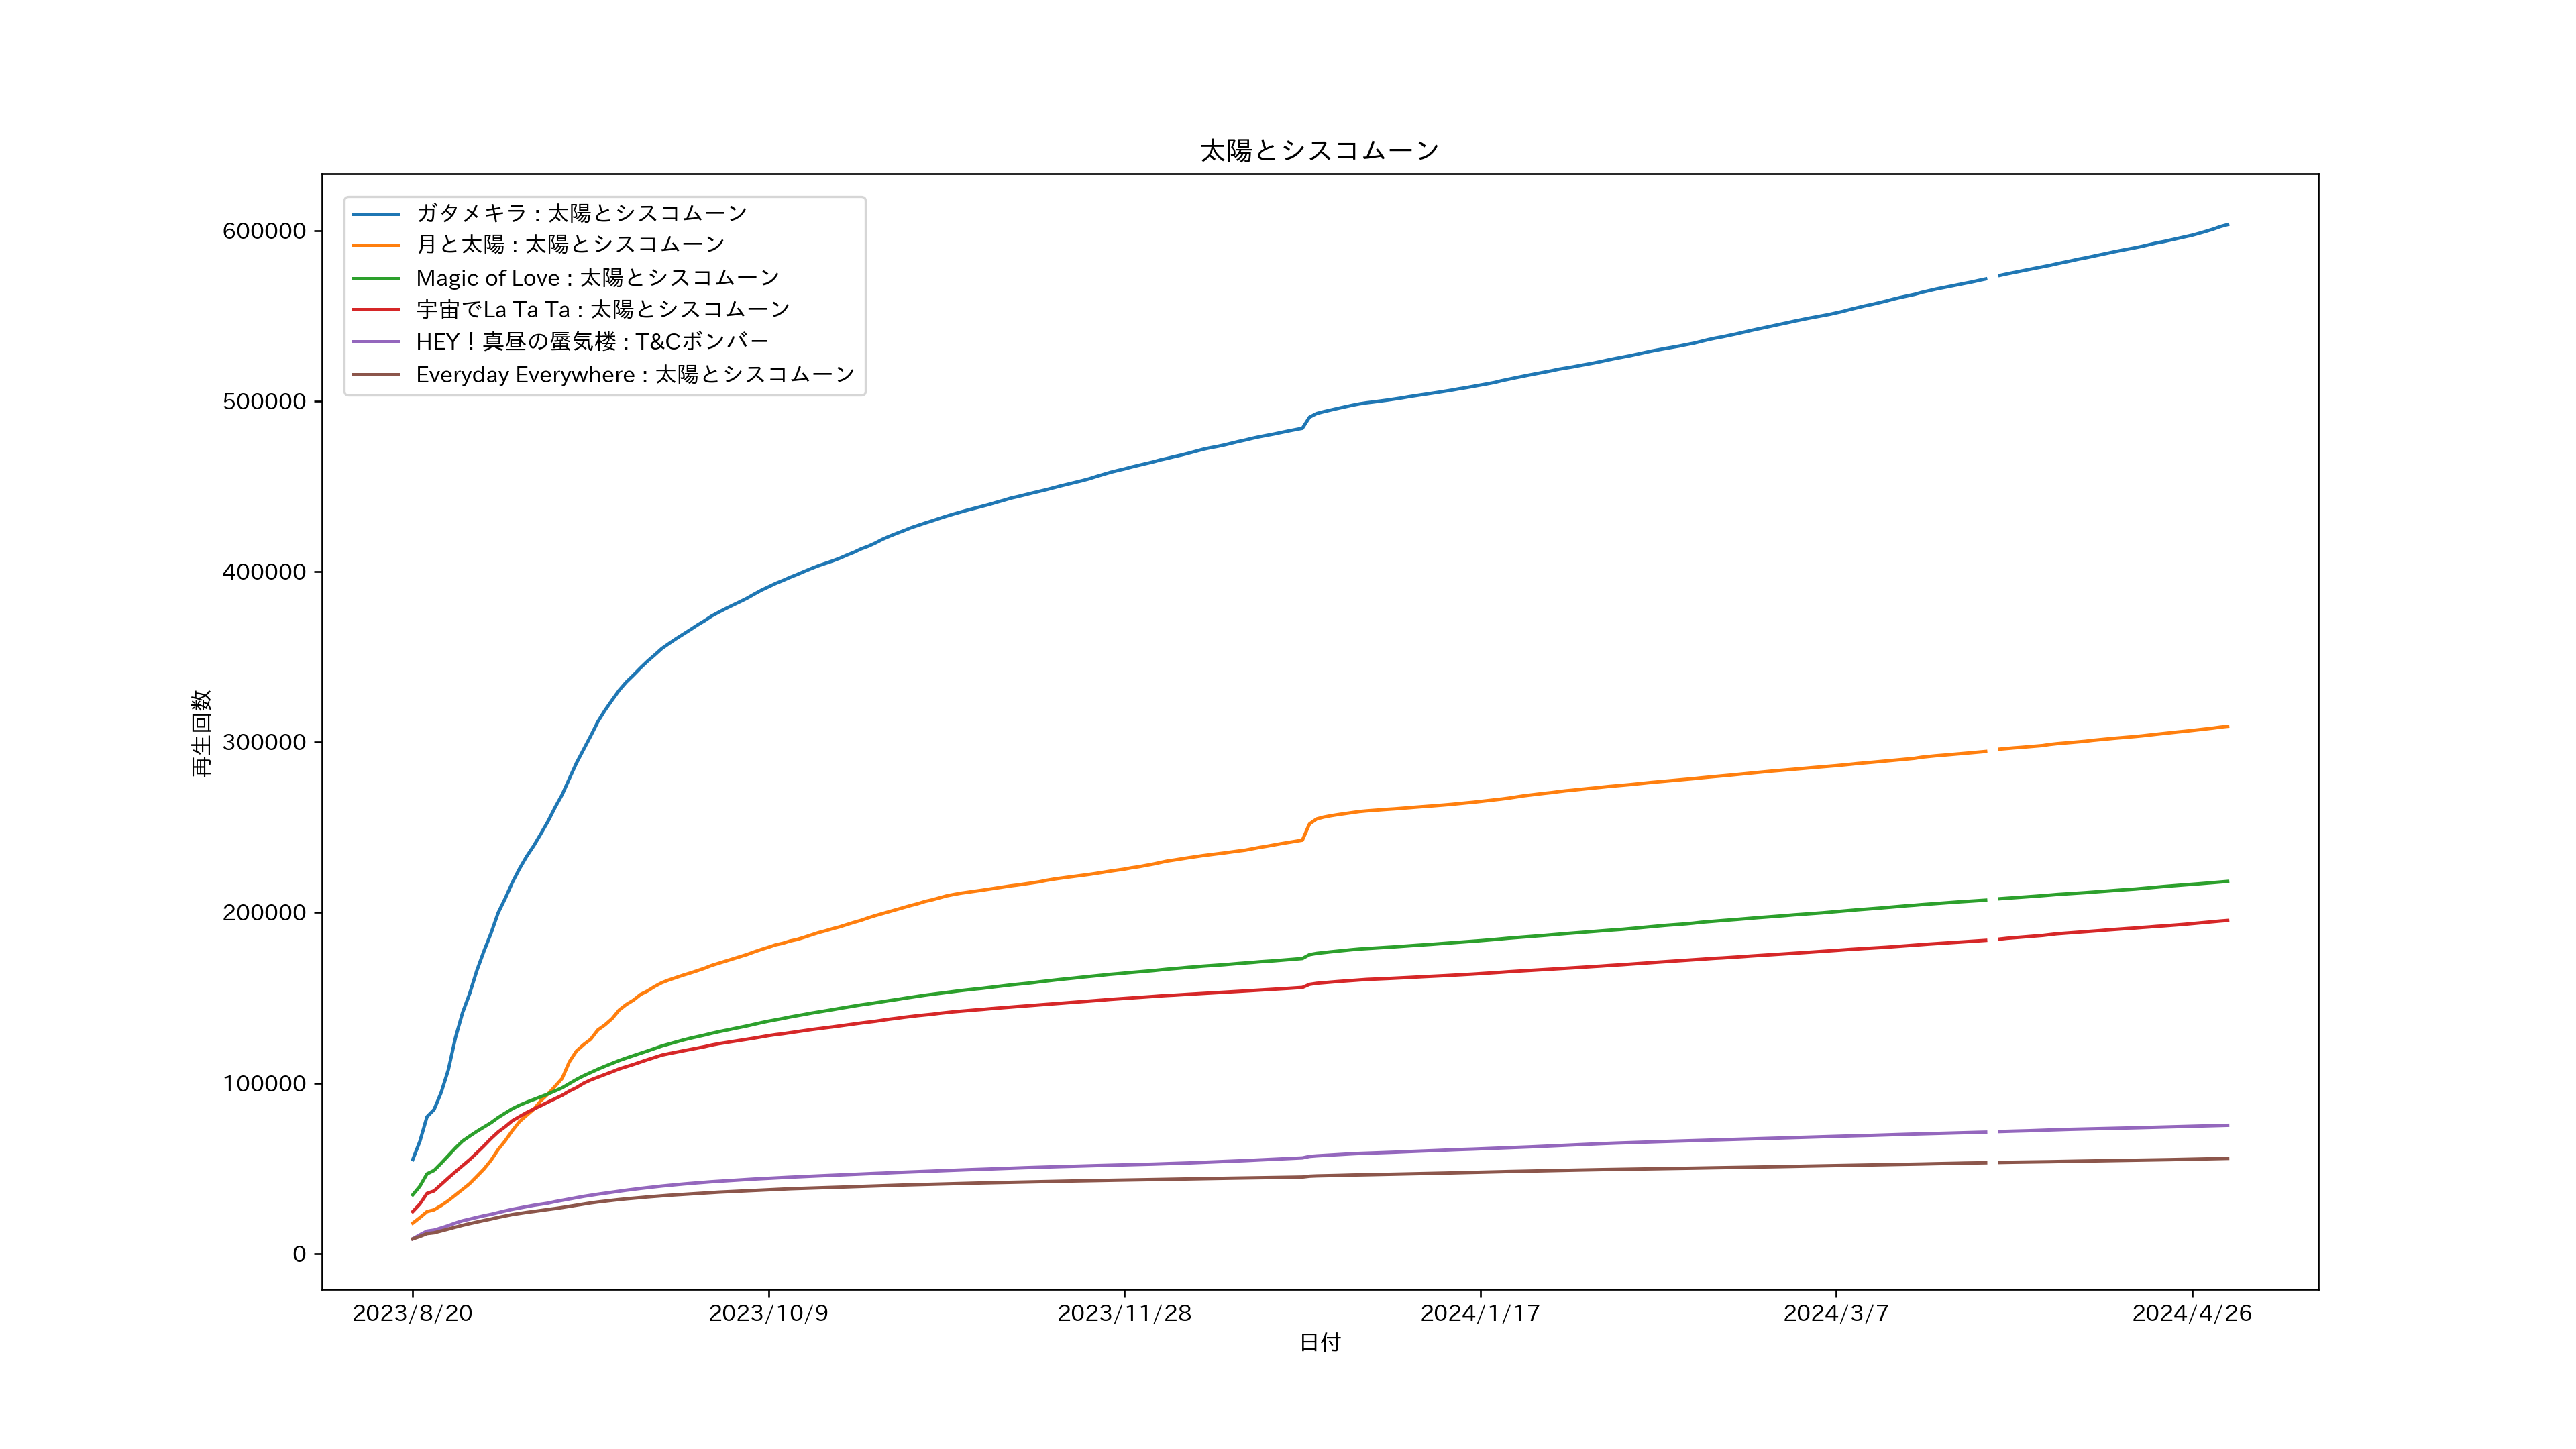 太陽とシスコムーン
ガタメキラ : 太陽とシスコムーン
月と太陽 : 太陽とシスコムーン
Magic of Love : 太陽とシスコムーン
宇宙でLa Ta Ta : 太陽とシスコムーン
HEY！真昼の蜃気楼 : T&Cボンバー
Everyday Everywhere : 太陽とシスコムーン
再生回数
600000
500000
400000
300000
200000
100000
0
2023/8/20 2023/10/9 2023/11/28 2024/1/17 2024/3/7 2024/4/26
日付